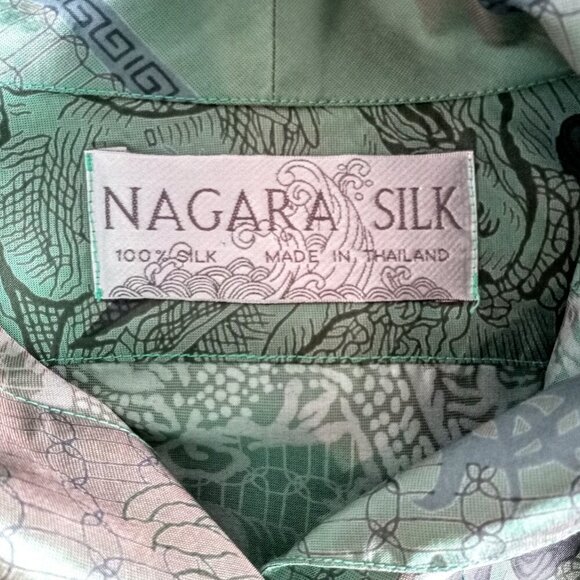 NAGARA SILK
100% SILK MADE IN THAILAND